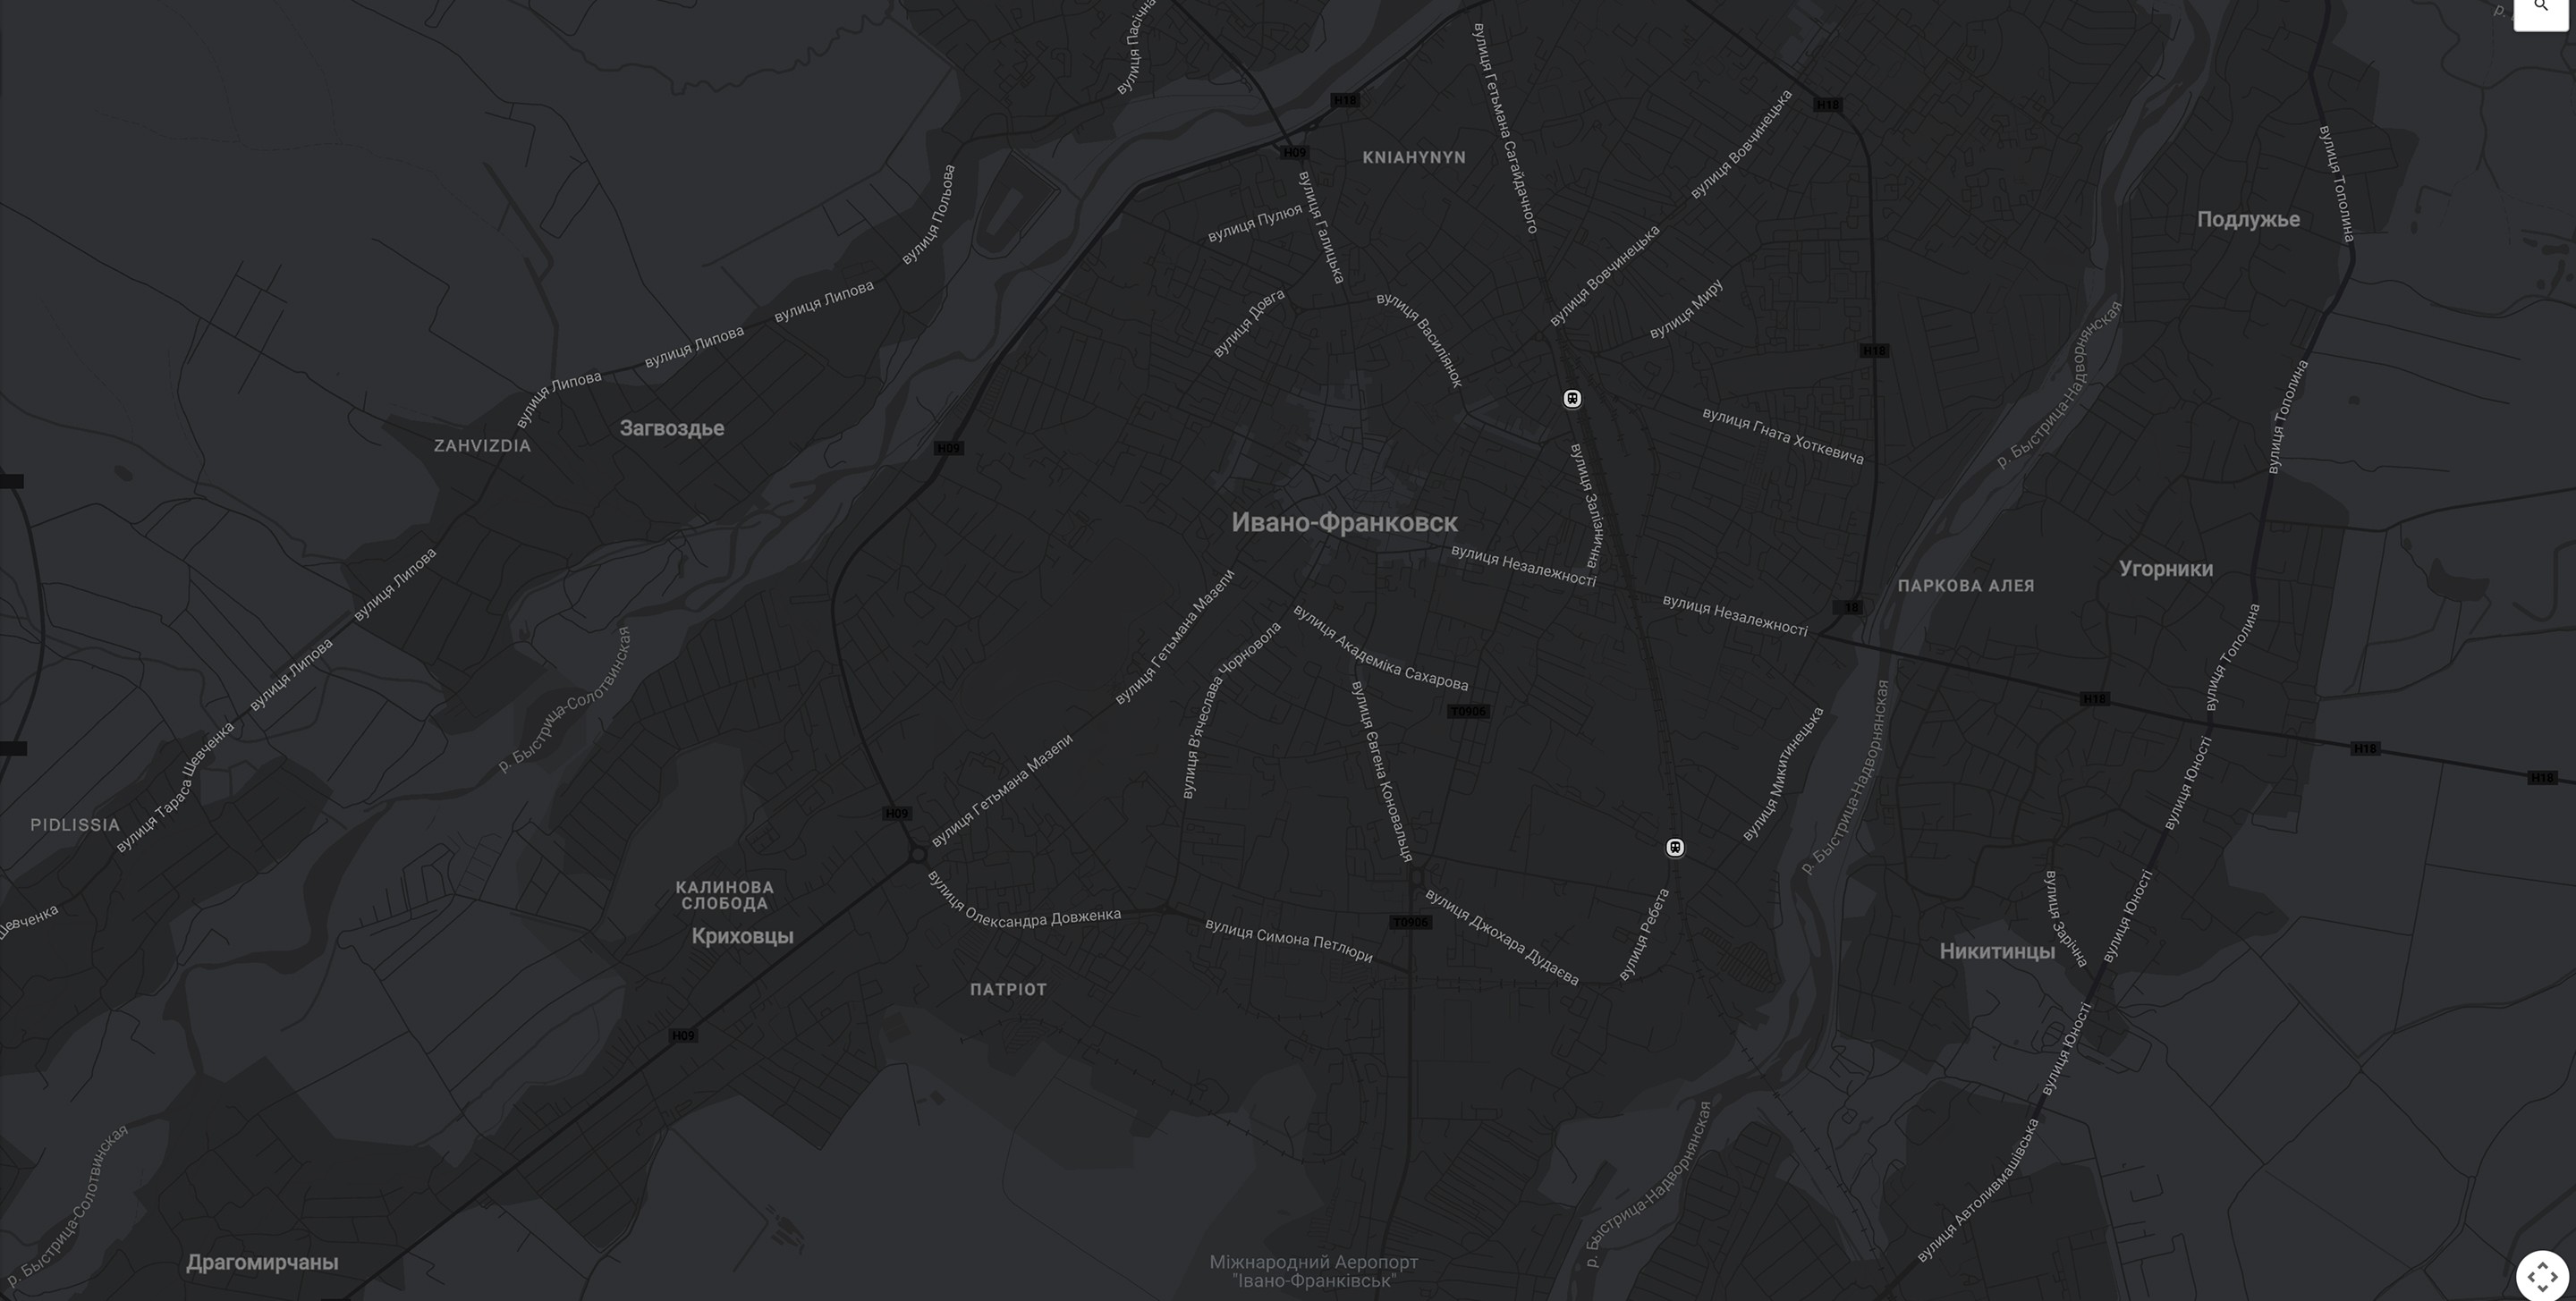 вулиця Пасічна
H18
вулиця Гетьмана Сагайдачного
вулиця Вовчинецька
H18
H09
KNIAHYNYN
вулиця Тополина
вулиця Польова
вулиця Пулюя
вулиця Галицька
Подлужье
вулиця Липова
вулиця Довга
вулиця Василіянок
вулиця Вовчинецька
вулиця Миру
H18
р. Быстрица-Надворнянская
вулиця Липова
вулиця Липова
Загвоздье
ZAHVIZDIA
H09
вулиця Гната Хоткевича
вулиця Тополина
вулиця Залізнична
Ивано-Франковск
вулиця Незалежності
вулиця Липова
ПАРКОВА АЛЕЯ
Угорники
18
вулиця Незалежності
вулиця Гетьмана Мазепи
вулиця Академіка Сахарова
вулиця Вячеслава Чорновола
вулиця Тополина
вулиця Липова
р. Быстрица-Солотвинская
T0906
H18
H18
H18
вулиця Тараса Шевченка
вулиця Євгена Коновальця
вулиця Микитинецька
р. Быстрица-Надворнянская
вулиця Юності
PIDLISSIA
H09
вулиця Гетьмана Мазепи
КАЛИНОВА
СЛОБОДА
Криховцы
вулиця Олександра Довженка
вулиця Симона Петлюри
T0906
вулиця Джохара Дудаєва
вулиця Ребета
вулиця Зарічна
вулиця Юності
Никитинцы
Шевченка
ПАТРІОТ
H09
вулиця Юності
р. Быстрица-Солотвинская
р. Быстрица-Надворнянская
вулиця Автоливмашівська
Драгомирчаны
Міжнародний Аеропорт
"Івано-Франківськ"